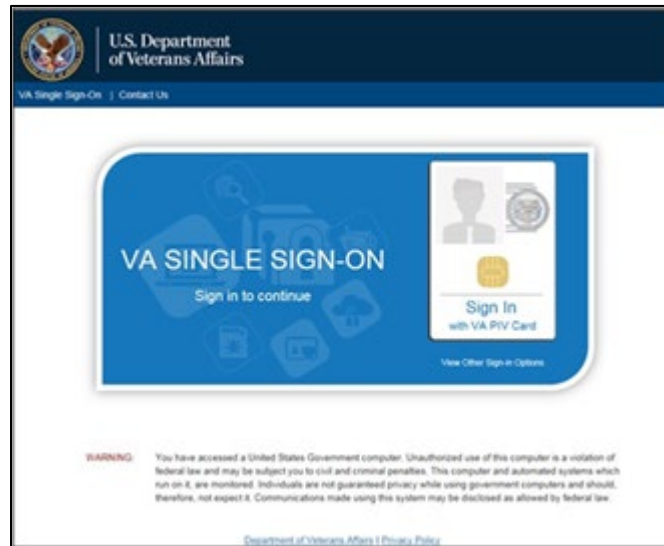 U.S. Department
of Veterans Affairs
VA Single Sign-On | Contact Us
VA SINGLE SIGN-ON
Sign in to continue
Sign In
with VA PIV Card
View Other Sign-in Options
WARNING: You have accessed a United States Government computer. Unauthorized use of this computer is a violation of
federal law and may be subject you to civil and criminal penalties. This computer and automated systems which
run on it, are monitored. Individuals are not guaranteed privacy while using government computers and should,
therefore, not expect it. Communications made using this system may be disclosed as allowed by federal law.
Department of Veterans Affairs | Privacy Policy